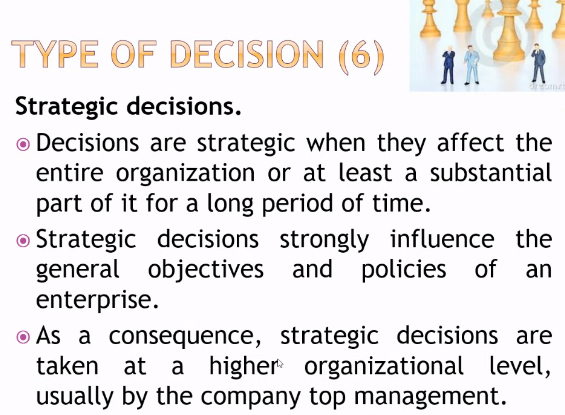 TYPE OF DECISION (6)
Strategic decisions.
Decisions are strategic when they affect the
entire organization or at least a substantial
part of it for a long period of time.
Strategic decisions strongly influence the
general objectives and policies of an
enterprise.
As a consequence, strategic decisions are
taken at a higher organizational level,
usually by the company top management.